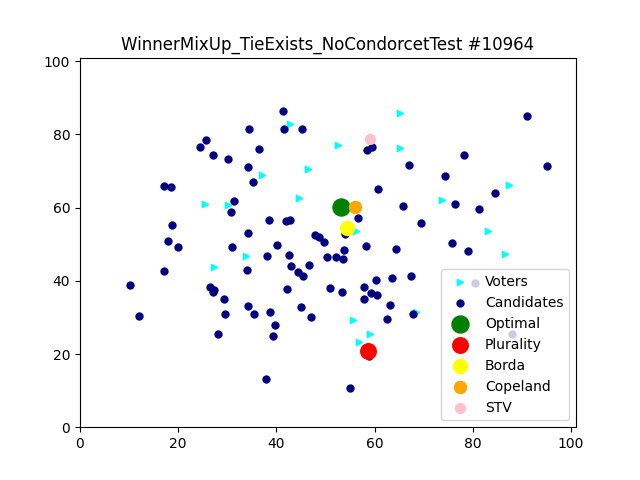 WinnerMixUp_TieExists_NoCondorcetTest #10964
100
80
60
40
20
0
0 20 40 60 80 100
Voters
Candidates
Optimal
Plurality
Borda
Copeland
STV